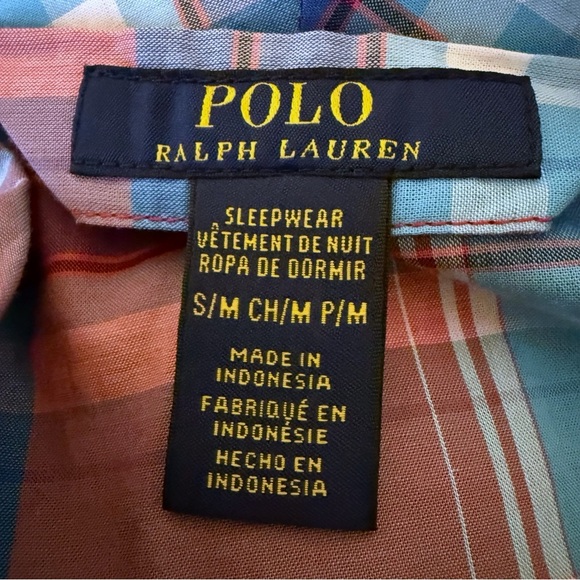 POLO
RALPH LAUREN
SLEEPWEAR
VÊTEMENT DE NUIT
ROPA DE DORMIR
S/M CH/M P/M
MADE IN
INDONESIA
FABRIQUÉ EN
INDONÉSIE
HECHO EN
INDONESIA